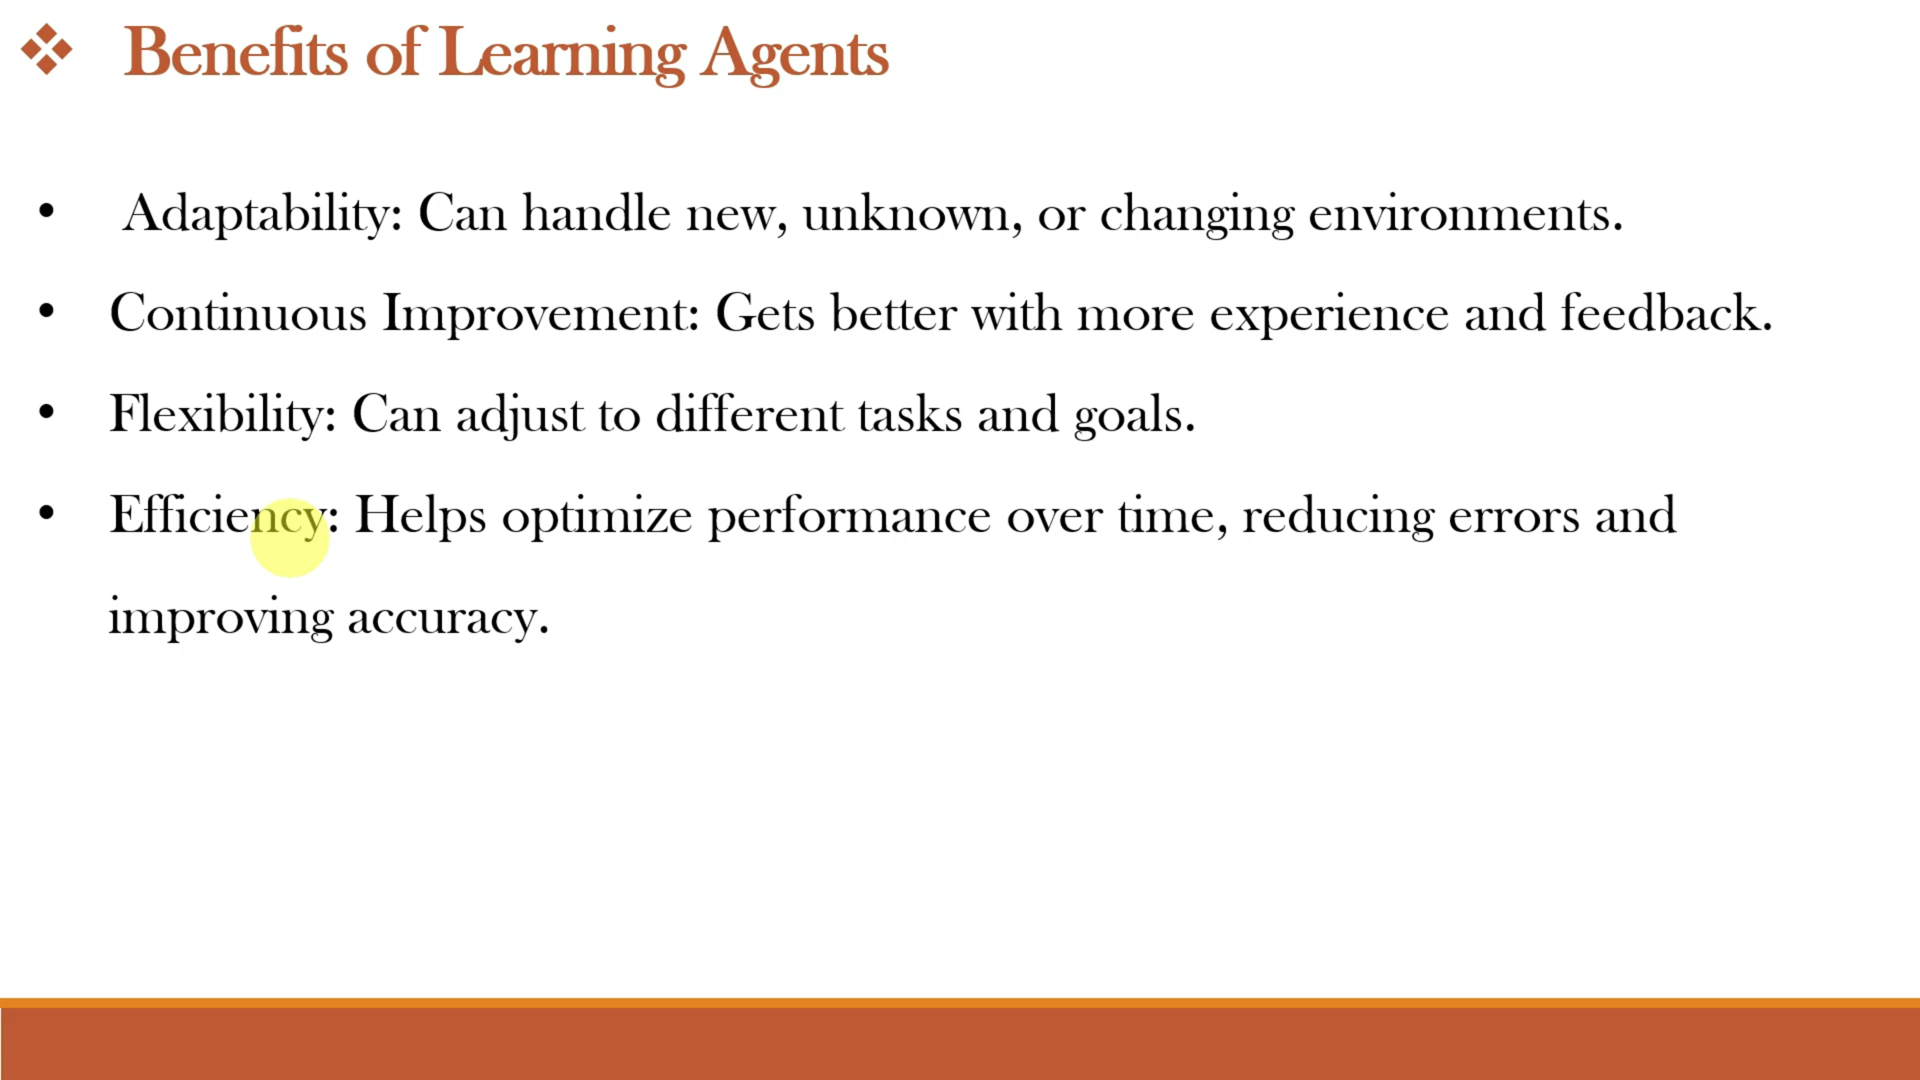 ❖ Benefits of Learning Agents
• Adaptability: Can handle new, unknown, or changing environments.
• Continuous Improvement: Gets better with more experience and feedback.
• Flexibility: Can adjust to different tasks and goals.
• Efficiency: Helps optimize performance over time, reducing errors and
improving accuracy.